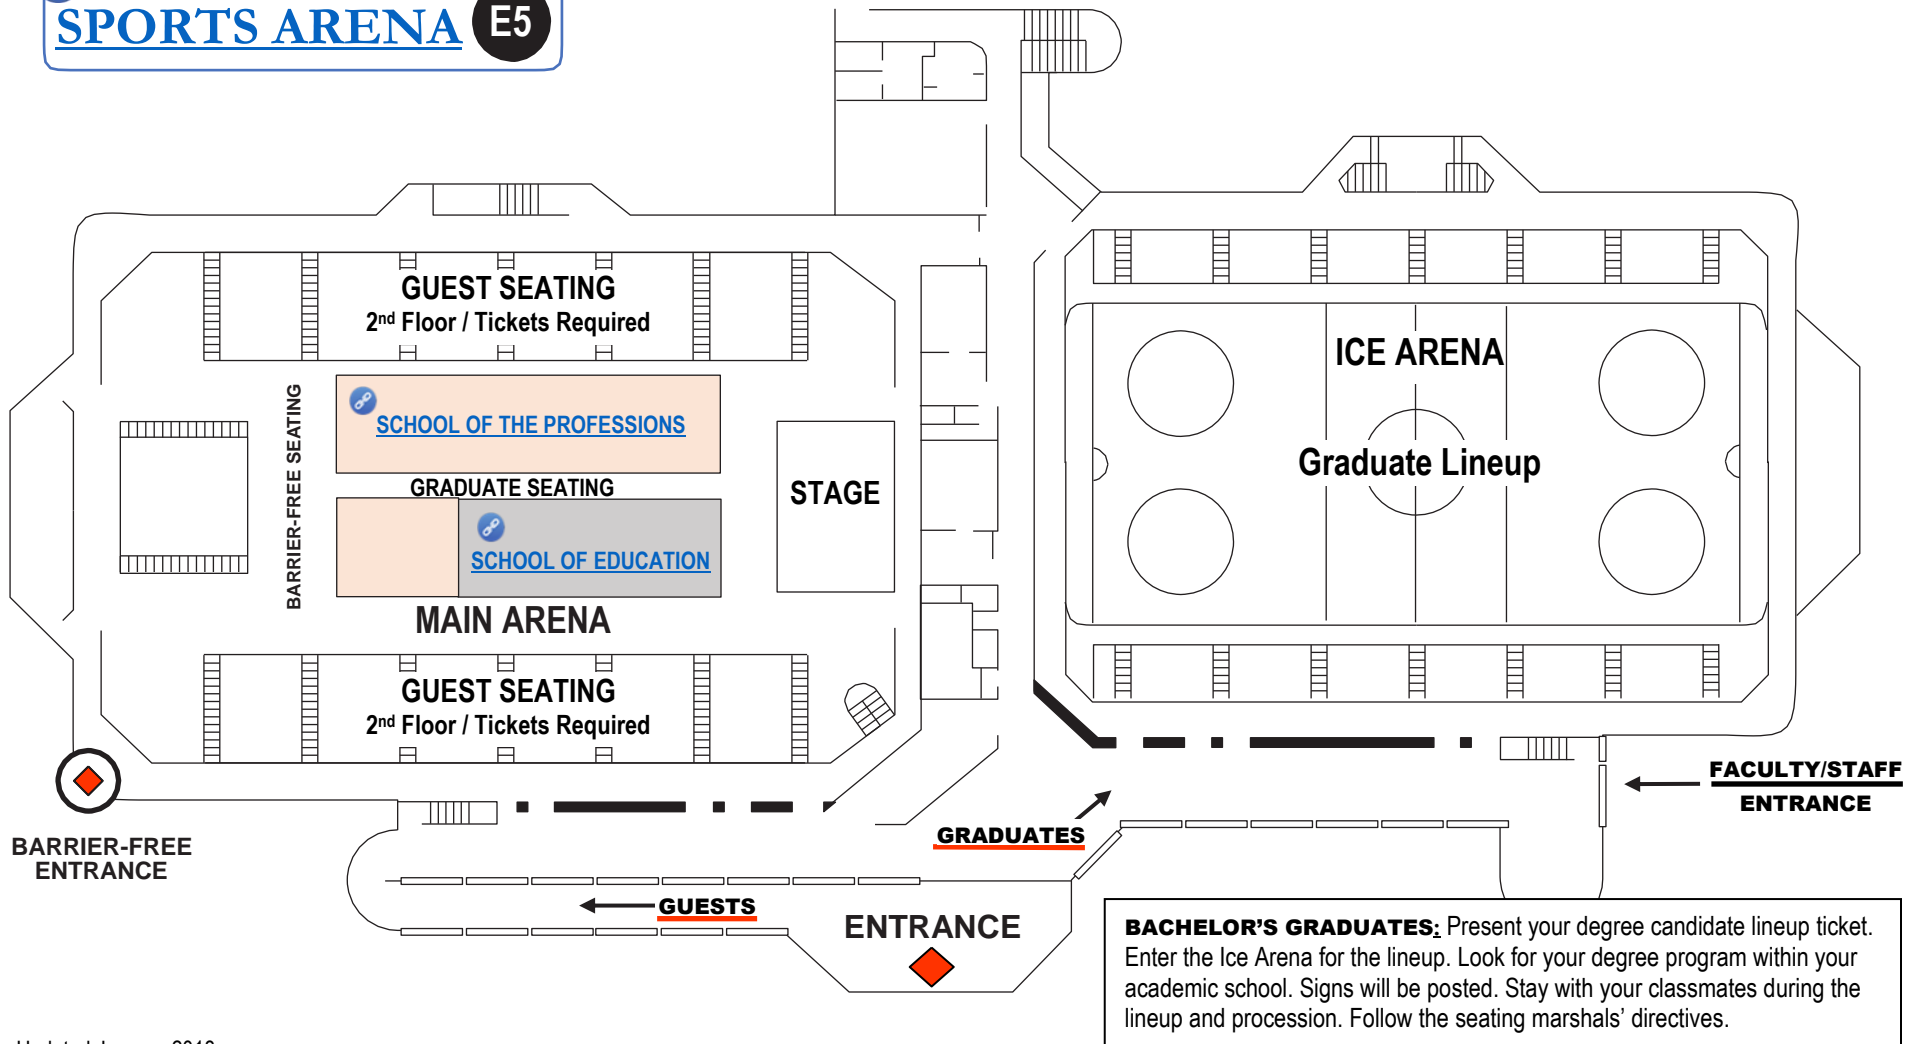 SPORTS ARENA E5
GUEST SEATING
2nd Floor / Tickets Required
BARRIER-FREE SEATING
SCHOOL OF THE PROFESSIONS
GRADUATE SEATING
SCHOOL OF EDUCATION
MAIN ARENA
STAGE
GUEST SEATING
2nd Floor / Tickets Required
ICE ARENA
Graduate Lineup
BARRIER-FREE
ENTRANCE
FACULTY/STAFF
ENTRANCE
GRADUATES
GUESTS
ENTRANCE
BACHELOR'S GRADUATES: Present your degree candidate lineup ticket.
Enter the Ice Arena for the lineup. Look for your degree program within your
academic school. Signs will be posted. Stay with your classmates during the
lineup and procession. Follow the seating marshals' directives.